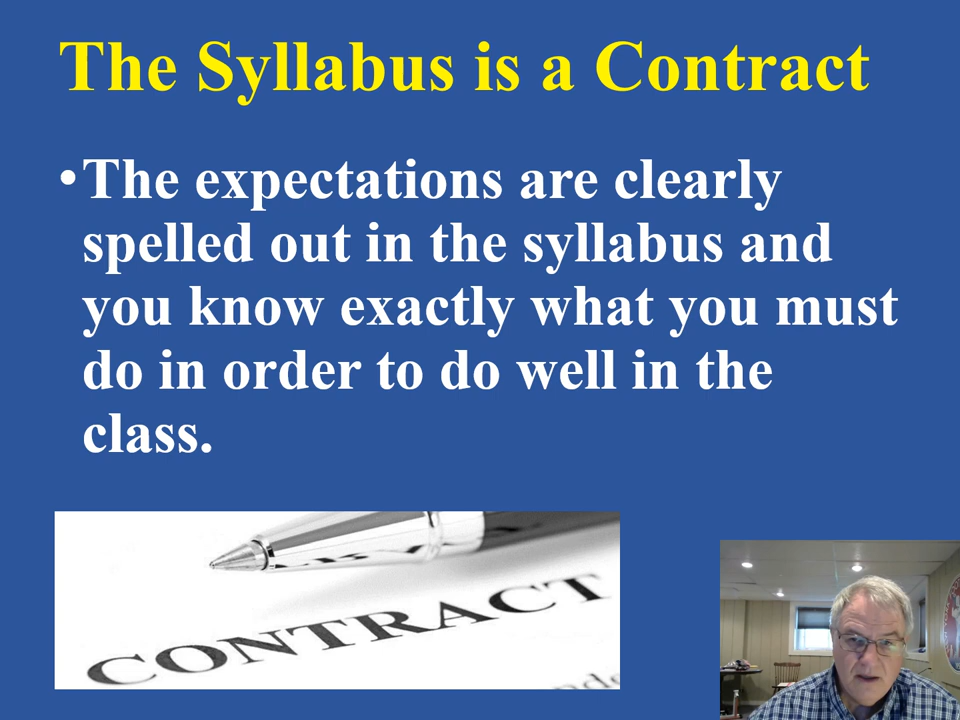 The Syllabus is a Contract
•The expectations are clearly
spelled out in the syllabus and
you know exactly what you must
do in order to do well in the
class.
CONTRACT